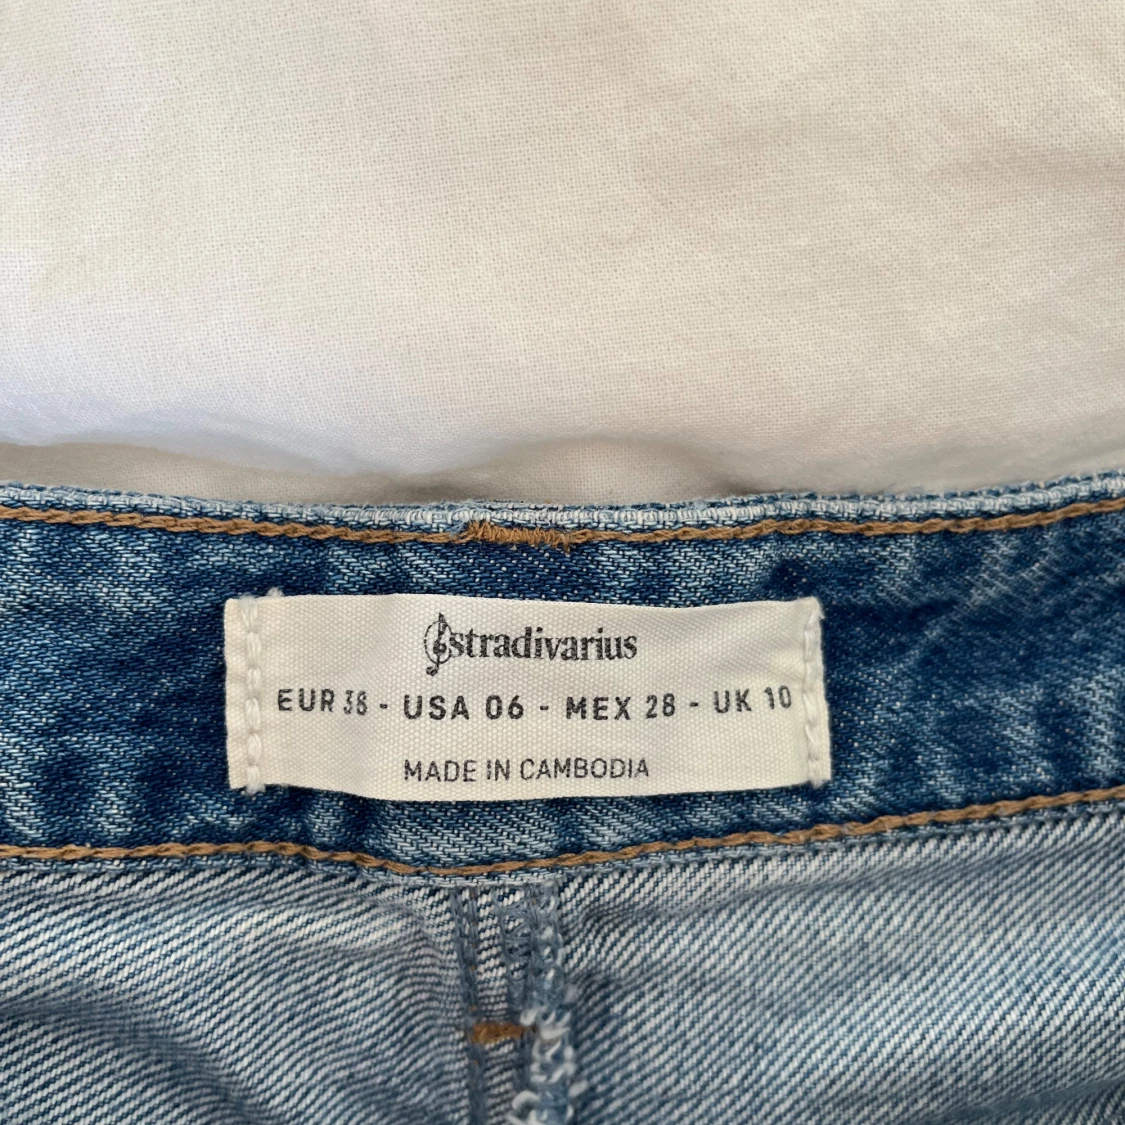 stradivarius
EUR 38 - USA 06 - MEX 28 - UK 10
MADE IN CAMBODIA